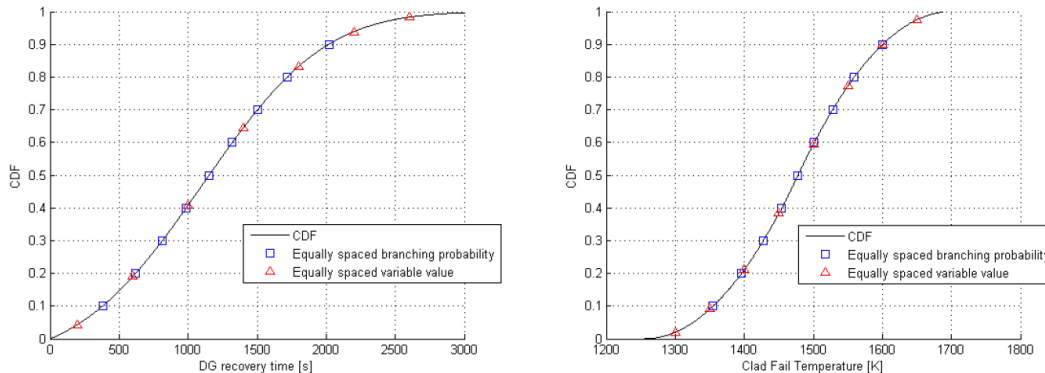 1
0.9
0.8
0.7
0.6
0.5
0.4
0.3
0.2
0.1
0
CDF
0 500 1000 1500 2000 2500 3000
DG recovery time [s]
CDF
Equally spaced branching probability
Equally spaced variable value
1
0.9
0.8
0.7
0.6
0.5
0.4
0.3
0.2
0.1
0
CDF
1200 1300 1400 1500 1600 1700 1800
Clad Fail Temperature [K]
CDF
Equally spaced branching probability
Equally spaced variable value